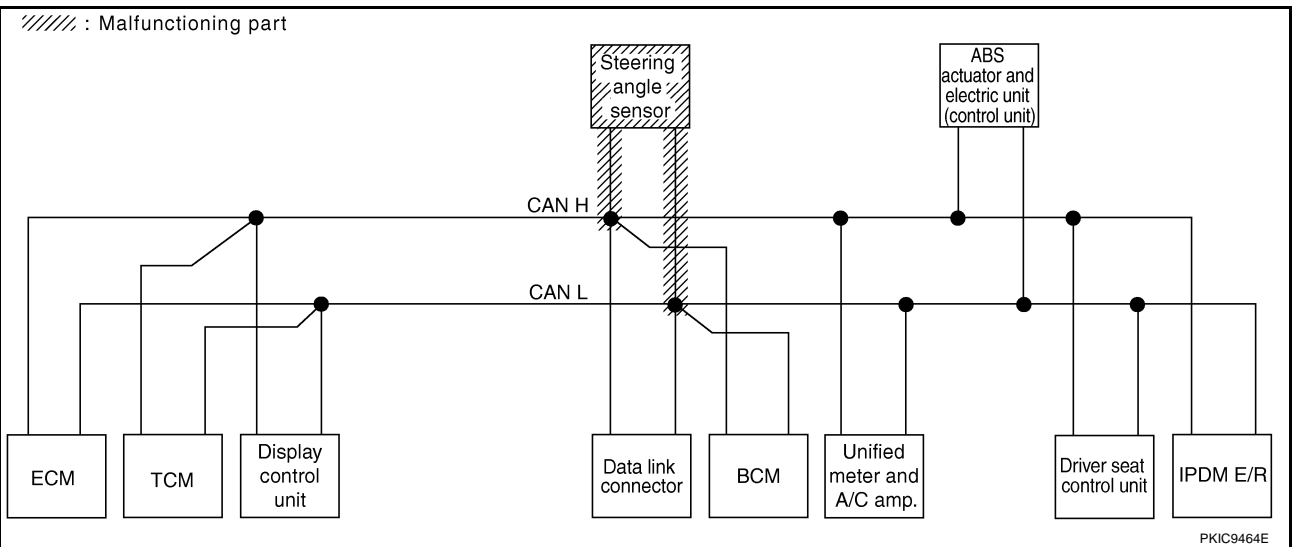 : Malfunctioning part
Steering
angle
sensor
ABS
actuator and
electric unit
(control unit)
CAN H
CAN L
ECM
TCM
Display
control
unit
Data link
connector
BCM
Unified
meter and
A/C amp.
Driver seat
control unit
IPDM E/R
PKIC9464E